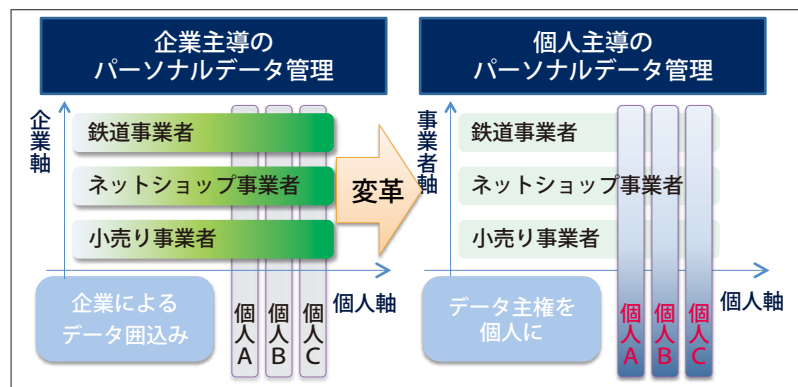 企業主導の
パーソナルデータ管理
企業軸
鉄道事業者
ネットショップ事業者
小売り事業者
個人軸
企業による
データ囲込み
個人A
個人B
個人C
変革
個人主導の
パーソナルデータ管理
事業者軸
鉄道事業者
ネットショップ事業者
小売り事業者
個人軸
データ主権を
個人に
個人A
個人B
個人C